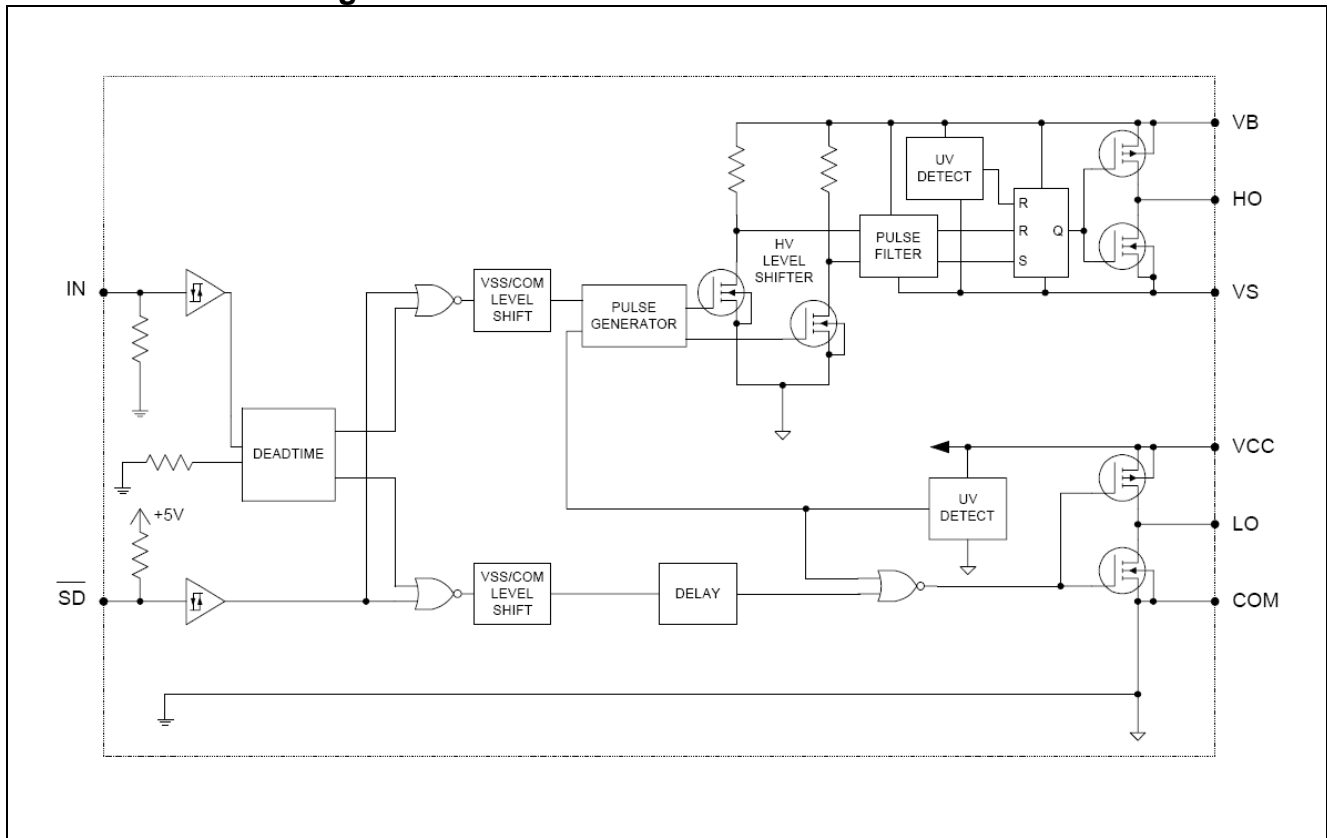 VB
UV
DETECT
R
R
S
Q
HO
PULSE
FILTER
HV
LEVEL
SHIFTER
VS
IN
VSS/COM
LEVEL
SHIFT
PULSE
GENERATOR
DEADTIME
VCC
UV
DETECT
LO
+5V
SD
VSS/COM
LEVEL
SHIFT
DELAY
COM